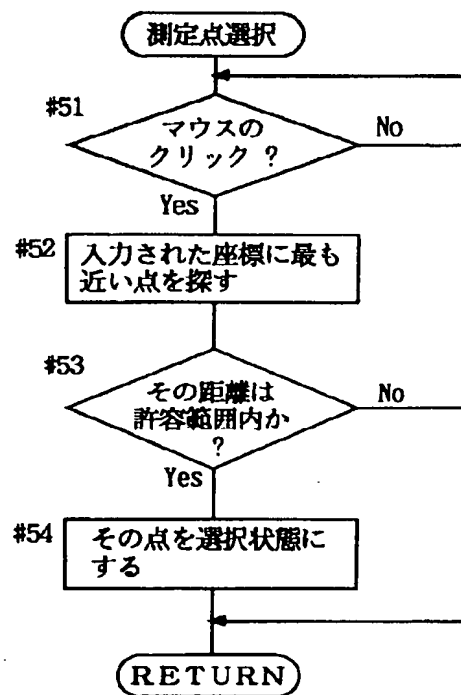 測定点選択
#51
マウスの
クリック ?
No
Yes
#52
入力された座標に最も
近い点を探す
#53
その距離は
許容範囲内か
?
No
Yes
#54
その点を選択状態に
する
RETURN